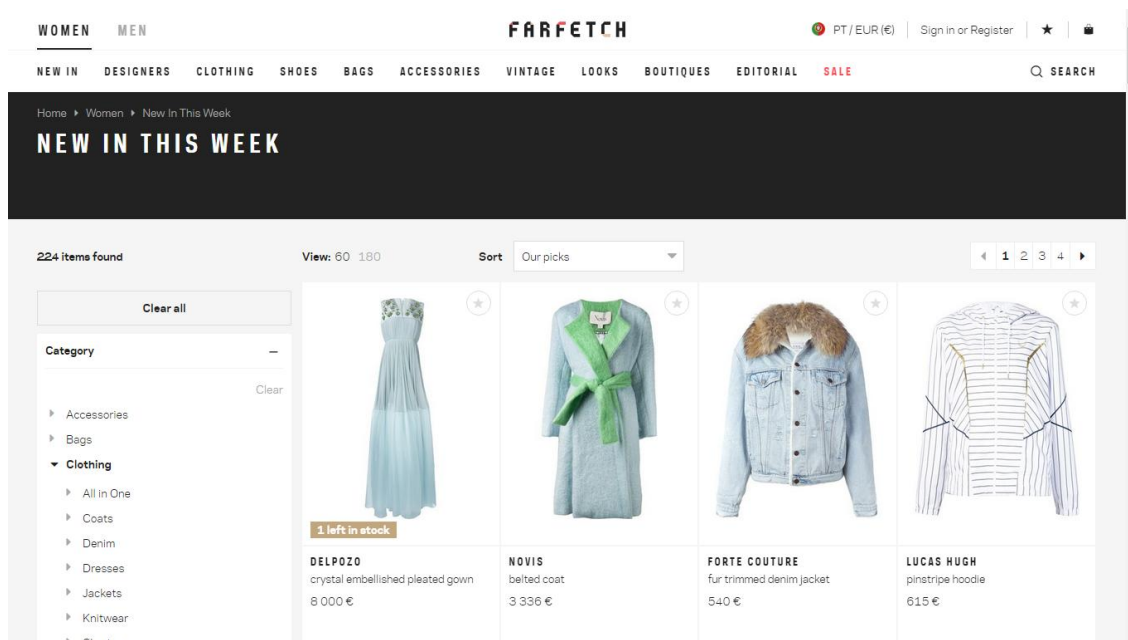 WOMEN MEN FARFETCH PT / EUR (€) Sign in or Register
NEW IN DESIGNERS CLOTHING SHOES BAGS ACCESSORIES VINTAGE LOOKS BOUTIQUES EDITORIAL SALE SEARCH
Home Women New In This Week
NEW IN THIS WEEK
224 items found View: 60 180 Sort Our picks 1 2 3 4
Clear all
Category
Clear
Accessories
Bags
Clothing
All in One
Coats
Denim
Dresses
Jackets
Knitwear
1 left in stock
DELPOZO
crystal embellished pleated gown
8 000 €
Novis
NOVIS
belted coat
3 336 €
FORTE COUTURE
fur trimmed denim jacket
540 €
LUCAS HUGH
pinstripe hoodie
615 €